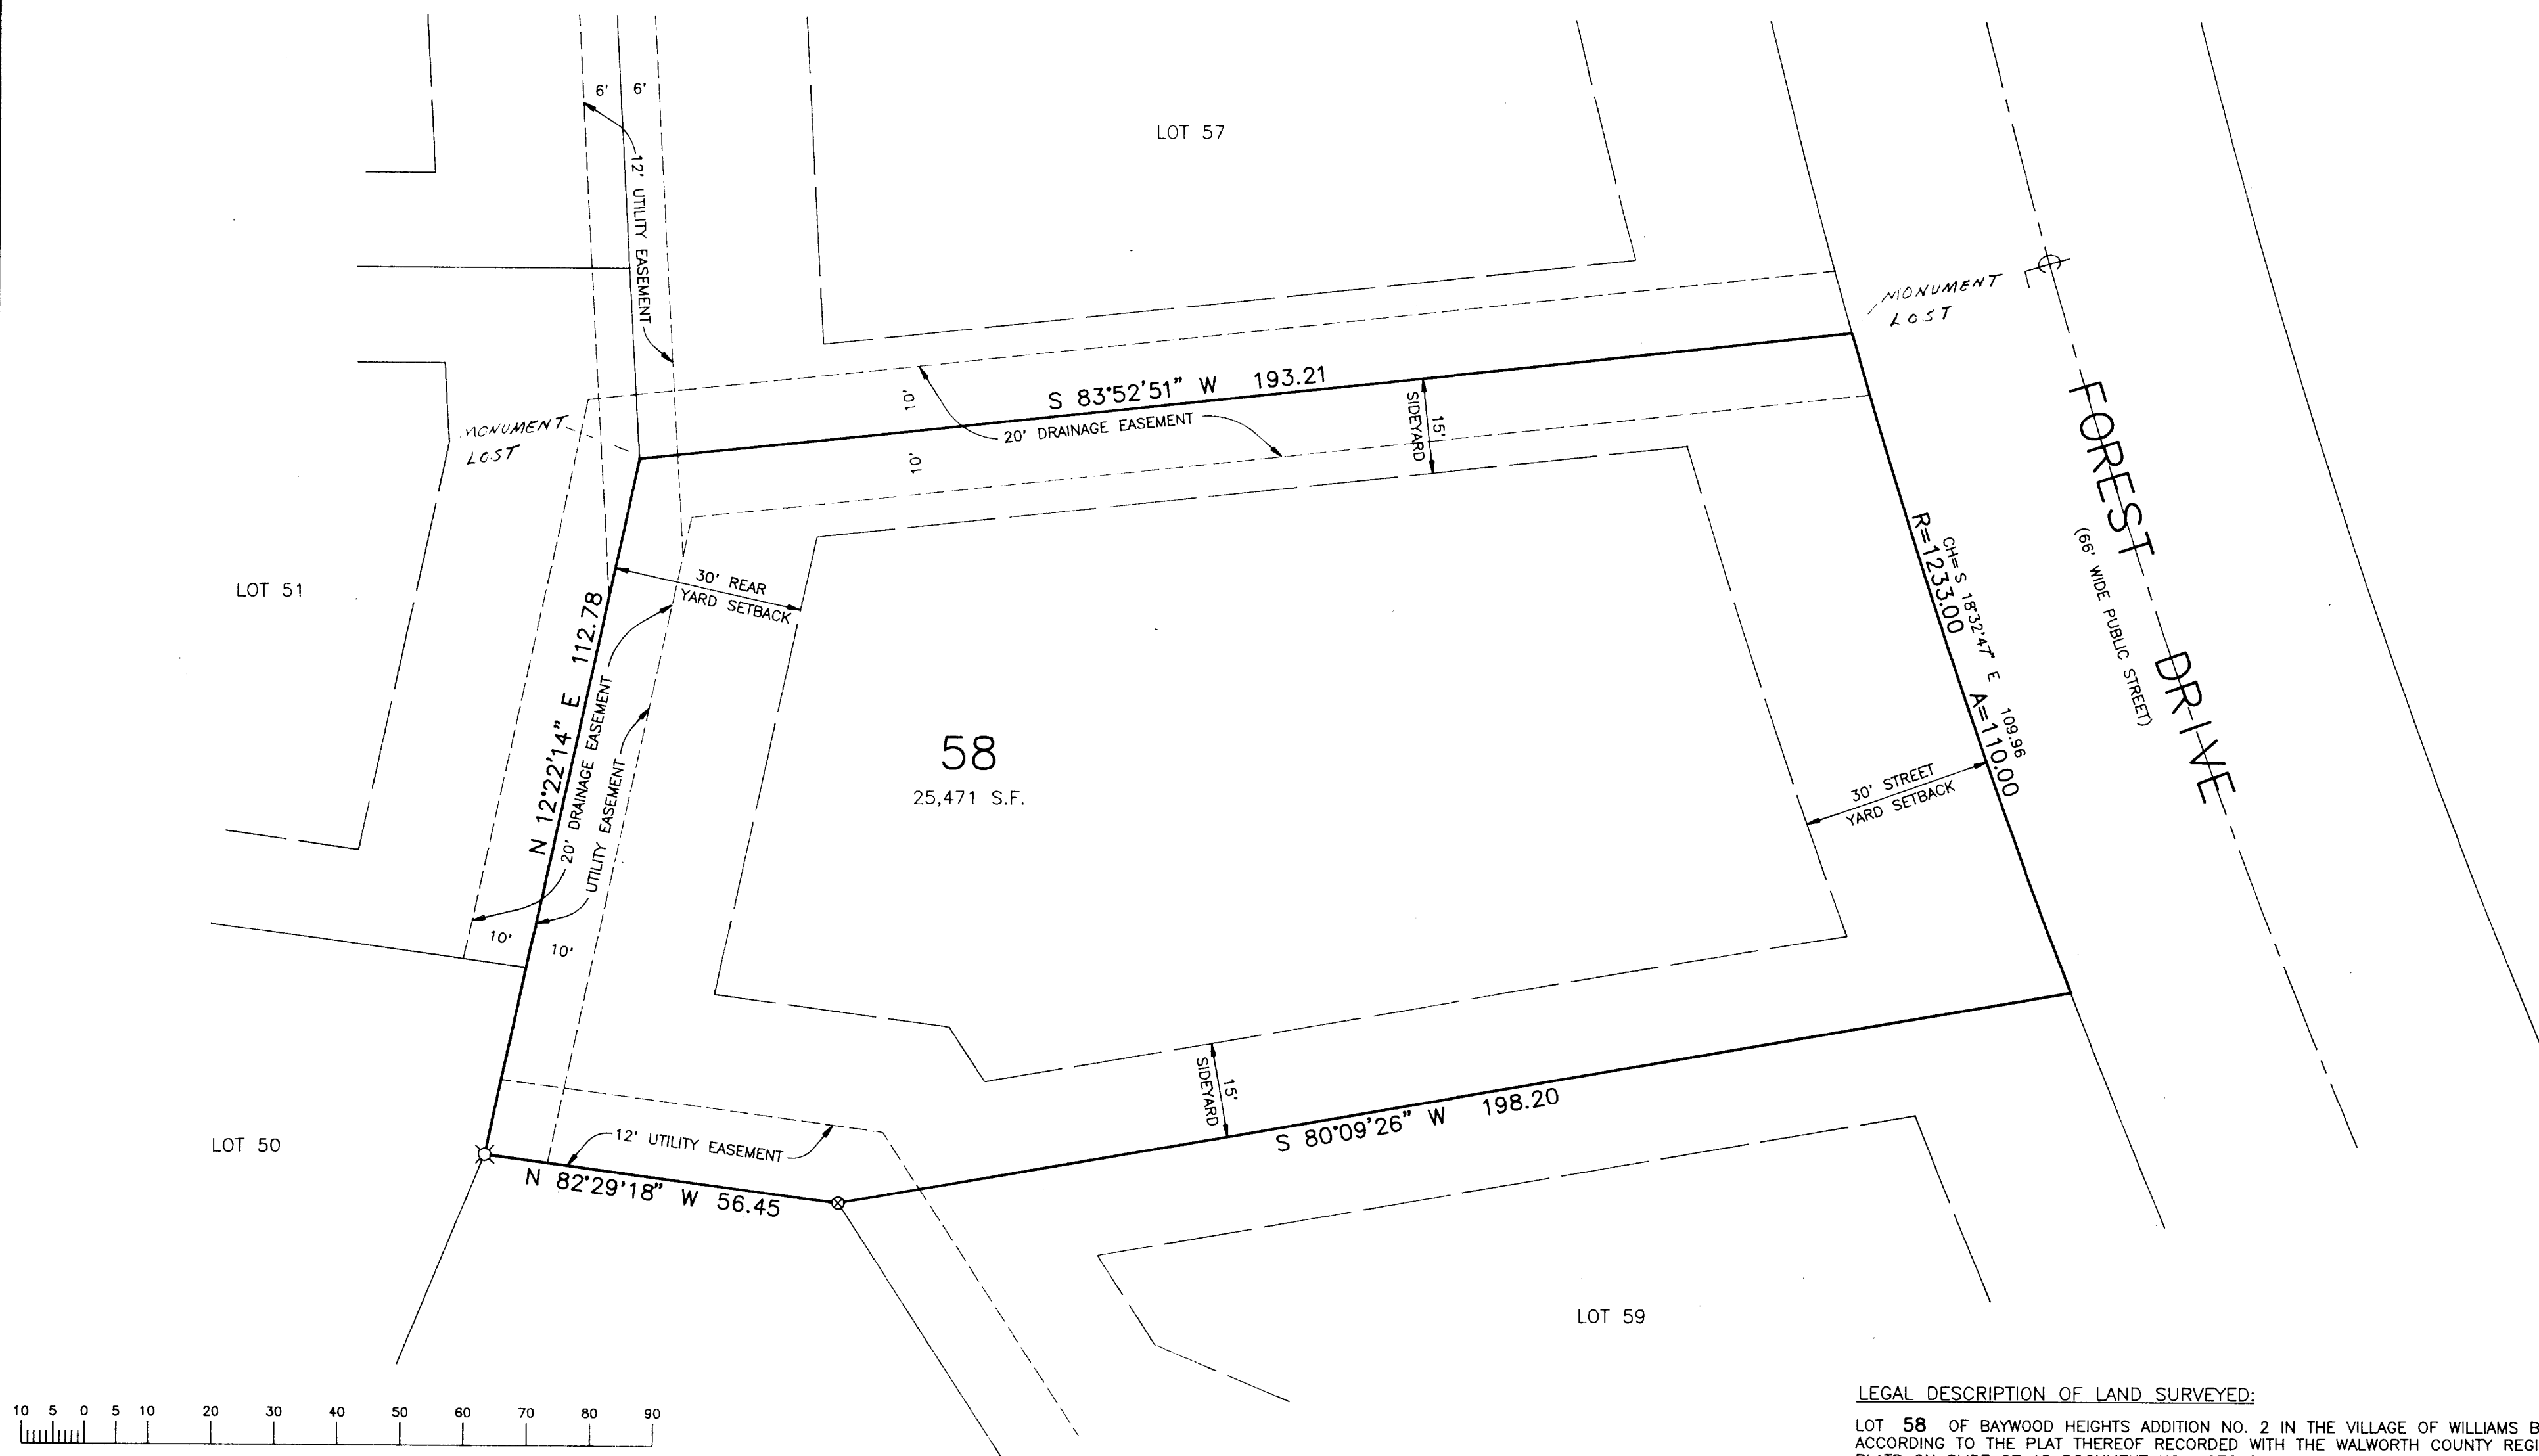 6' 6'
12' UTILITY EASEMENT
LOT 57
MONUMENT
LOST
S 83°52'51" W 193.21
10'
20' DRAINAGE EASEMENT
10'
15'
SIDEYARD
MONUMENT
LOST
FOREST DRIVE
(66' WIDE PUBLIC STREET)
LOT 51
30' REAR
YARD SETBACK
N 12°22'14" E 112.78
20' DRAINAGE EASEMENT
UTILITY EASEMENT
10'
10'
CH= S 18°32'47" E 109.96
R=1233.00 A=110.00
58
25,471 S.F.
30' STREET
YARD SETBACK
15'
SIDEYARD
S 80°09'26" W 198.20
LOT 50
12' UTILITY EASEMENT
N 82°29'18" W 56.45
LOT 59
10 5 0 5 10 20 30 40 50 60 70 80 90
LEGAL DESCRIPTION OF LAND SURVEYED:
LOT 58 OF BAYWOOD HEIGHTS ADDITION NO. 2 IN THE VILLAGE OF WILLIAMS B
ACCORDING TO THE PLAT THEREOF RECORDED WITH THE WALWORTH COUNTY REGI